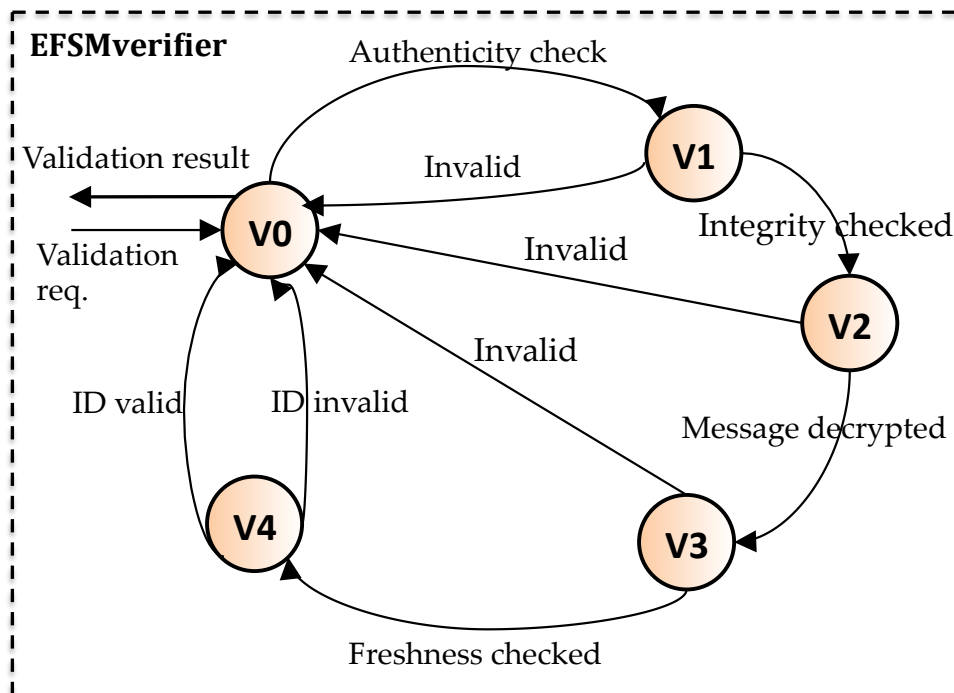 EFSMverifier
Authenticity check
Validation result
Invalid
V1
V0
Integrity checked
Validation
req.
Invalid
V2
Invalid
ID valid
ID invalid
Message decrypted
V4
V3
Freshness checked